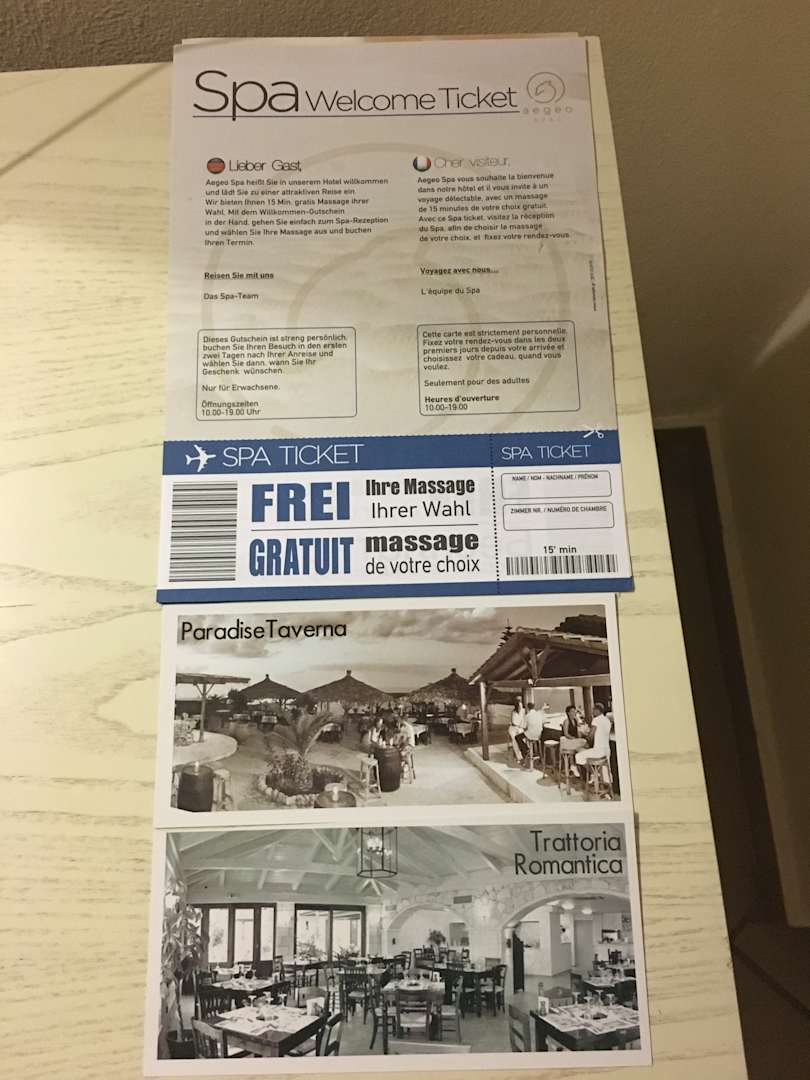 Spa Welcome Ticket
aegeo
Lieber Gast,
Aegeo Spa heißt Sie in unserem Hotel willkommen
und lädt Sie zu einer attraktiven Reise ein.
Wir bieten Ihnen 15 Min. gratis Massage ihrer
Wahl. Mit dem Willkommen-Gutschein
in der Hand, gehen Sie einfach zum Spa-Rezeption
und wählen Sie Ihre Massage aus und buchen
Ihren Termin.
Reisen Sie mit uns
Das Spa-Team
Dieses Gutschein ist streng persönlich,
buchen Sie Ihren Besuch in den ersten
zwei Tagen nach Ihrer Anreise und
wählen Sie dann, wann Sie Ihr
Geschenk wünschen.
Nur für Erwachsene.
Öffnungszeiten
10.00-19.00 Uhr
Cher visiteur,
Aegeo Spa vous souhaite la bienvenue
dans notre hôtel et il vous invite à un
voyage délectable, avec un massage
de 15 minutes de votre choix gratuit.
Avec ce Spa ticket, visitez la réception
du Spa, afin de choisir le massage
de votre choix, et fixez votre rendez-vous
Voyagez avec nous...
L'équipe du Spa
Cette carte est strictement personnelle.
Fixez votre rendez-vous dans les deux
premiers jours depuis votre arrivée et
choisissez votre cadeau, quand vous
voulez.
Seulement pour des adultes
Heures d'ouverture
10.00-19.00
SPA TICKET
FREI Ihre Massage
Ihrer Wahl
GRATUIT massage
de votre choix
SPA TICKET
NAME / NOM - NACHNAME / PRÉNOM
ZIMMER NR. / NUMÉRO DE CHAMBRE
15' min
ParadiseTaverna
Trattoria
Romantica